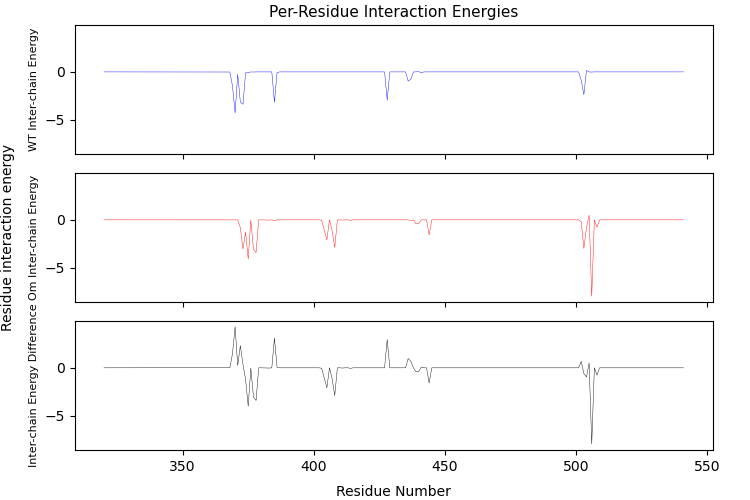 Per-Residue Interaction Energies
Residue interaction energy
WT Inter-chain Energy
0
−5
Om Inter-chain Energy
0
−5
Inter-chain Energy Difference
0
−5
350
400
450
500
550
Residue Number